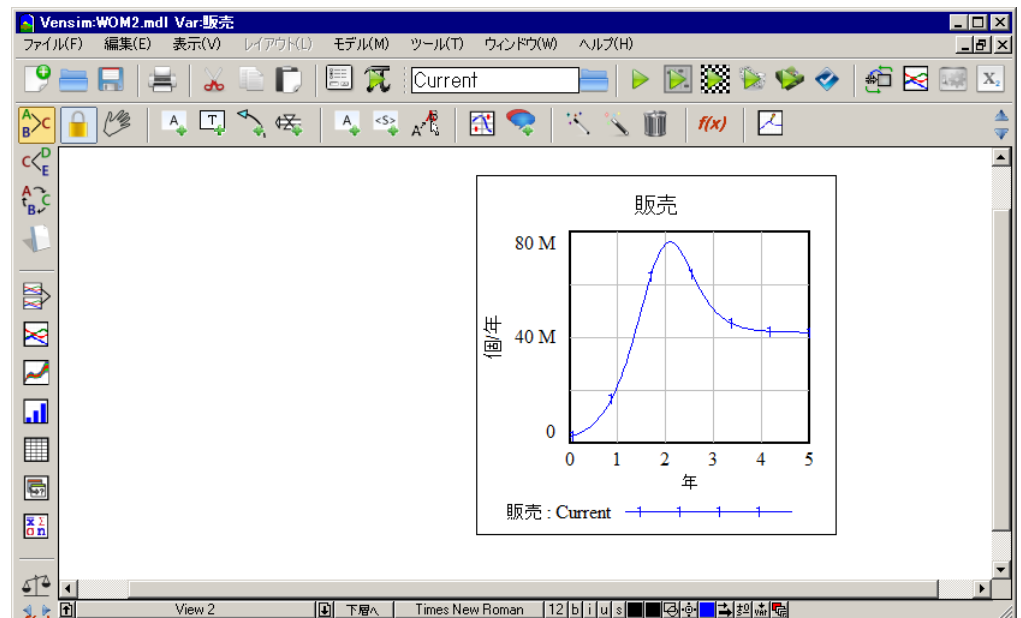 Vensim:WOM2.mdl Var:販売
ファイル(F) 編集(E) 表示(V) レイアウト(L) モデル(M) ツール(T) ウィンドウ(W) ヘルプ(H)
Current
f(x)
販売
80 M
40 M
0
個/年
0 1 2 3 4 5
年
販売 : Current
View 2 下層へ Times New Roman 12 b i u s